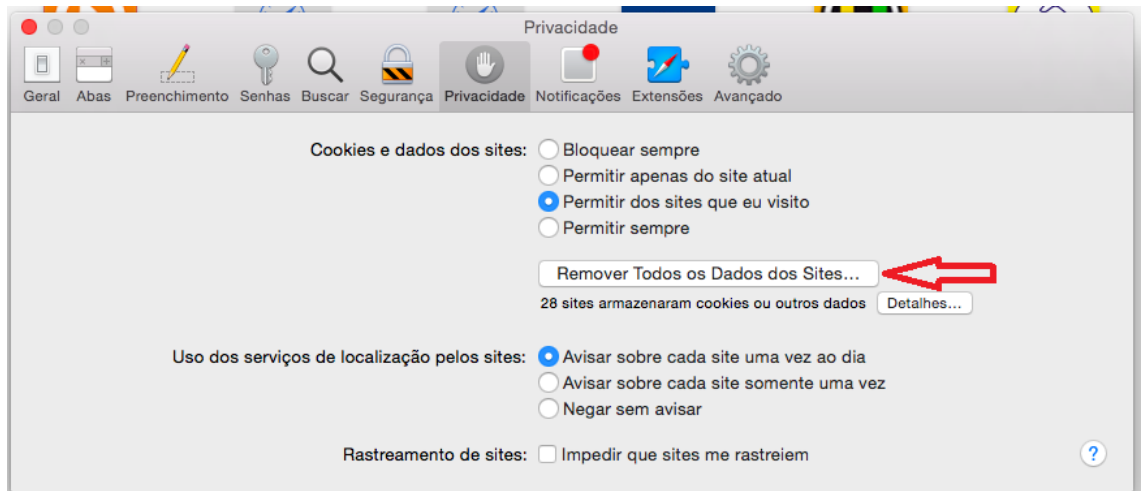 Privacidade
Geral Abas Preenchimento Senhas Buscar Segurança Privacidade Notificações Extensões Avançado
Cookies e dados dos sites: Bloquear sempre
Permitir apenas do site atual
Permitir dos sites que eu visito
Permitir sempre
Remover Todos os Dados dos Sites...
28 sites armazenaram cookies ou outros dados Detalhes...
Uso dos serviços de localização pelos sites: Avisar sobre cada site uma vez ao dia
Avisar sobre cada site somente uma vez
Negar sem avisar
Rastreamento de sites: Impedir que sites me rastreiem ?